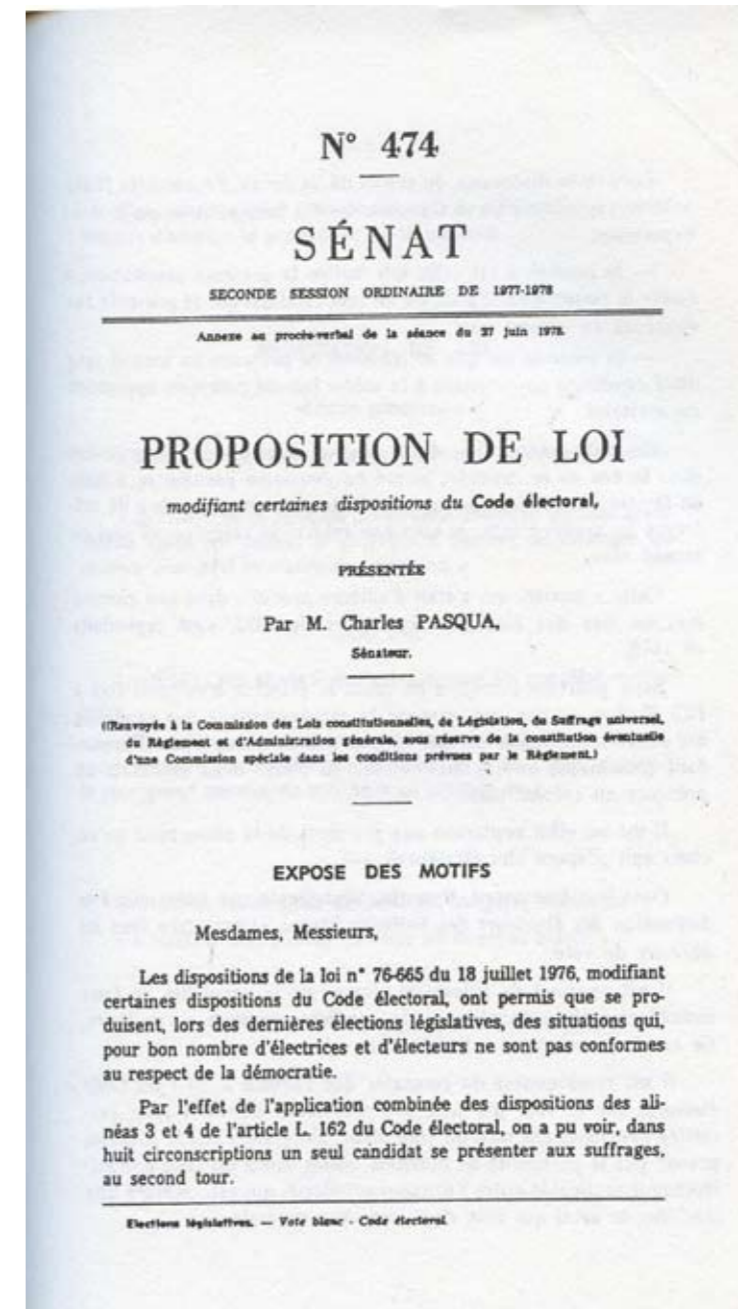 N° 474
SÉNAT
SECONDE SESSION ORDINAIRE DE 1977-1978
Annexe au procès-verbal de la séance du 27 juin 1978.
PROPOSITION DE LOI
modifiant certaines dispositions du Code électoral,
PRÉSENTÉE
Par M. Charles PASQUA,
Sénateur.
((Renvoyée à la Commission des Lois constitutionnelles, de Législation, du Suffrage universel,
du Règlement et d'Administration générale, sous réserve de la constitution éventuelle
d'une Commission spéciale dans les conditions prévues par le Règlement.)
EXPOSE DES MOTIFS
Mesdames, Messieurs,
Les dispositions de la loi n° 76-665 du 18 juillet 1976, modifiant
certaines dispositions du Code électoral, ont permis que se pro-
duisent, lors des dernières élections législatives, des situations qui,
pour bon nombre d'électrices et d'électeurs ne sont pas conformes
au respect de la démocratie.
Par l'effet de l'application combinée des dispositions des ali-
néas 3 et 4 de l'article L. 162 du Code électoral, on a pu voir, dans
huit circonscriptions un seul candidat se présenter aux suffrages,
au second tour.
Elections législatives. — Vote blanc - Code électoral.